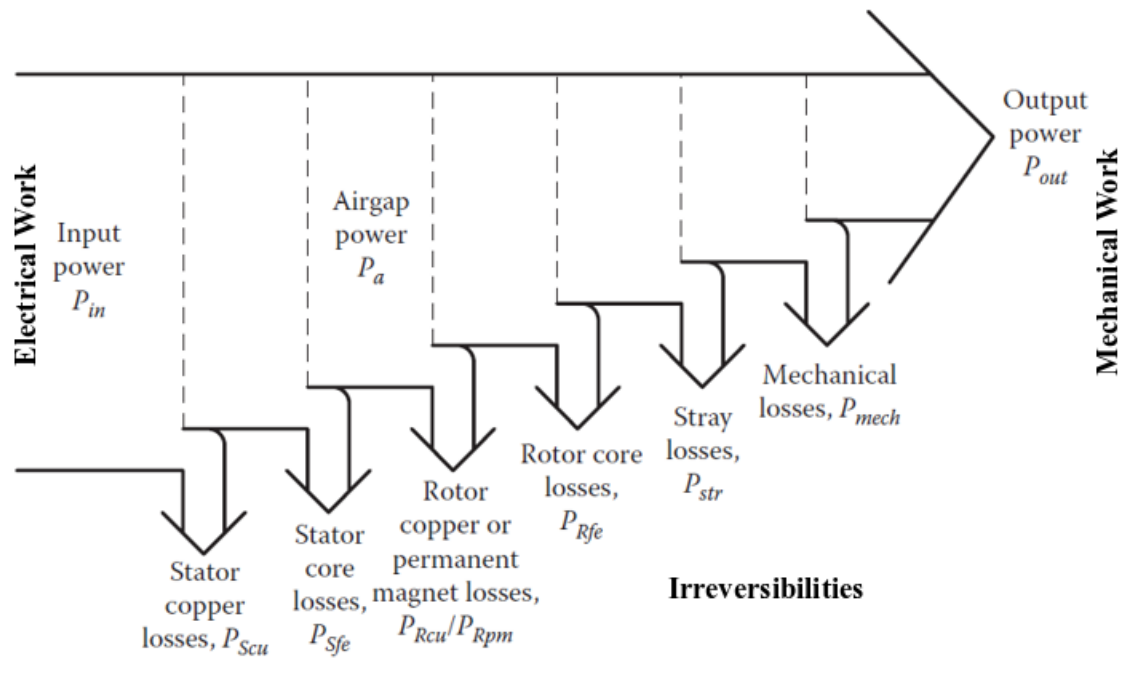 Electrical Work
Input
power
P_in
Airgap
power
P_a
Output
power
P_out
Mechanical Work
Stator
copper
losses, P_Scu
Stator
core
losses,
P_Sfe
Rotor
copper or
permanent
magnet losses,
P_Rcu/P_Rpm
Rotor core
losses,
P_Rfe
Stray
losses,
P_str
Mechanical
losses, P_mech
Irreversibilities